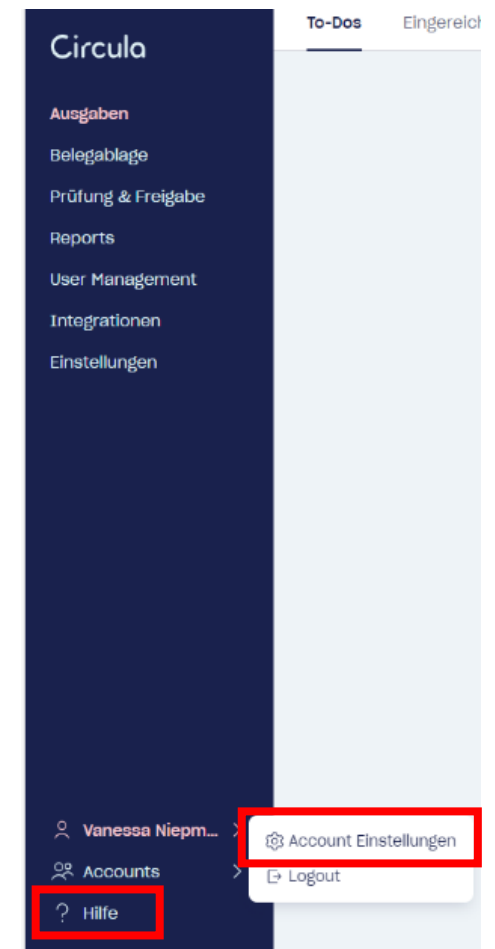 Circula
To-Dos Eingereich
Ausgaben
Belegablage
Prüfung & Freigabe
Reports
User Management
Integrationen
Einstellungen
Vanessa Niepm...
Account Einstellungen
Accounts
Logout
? Hilfe